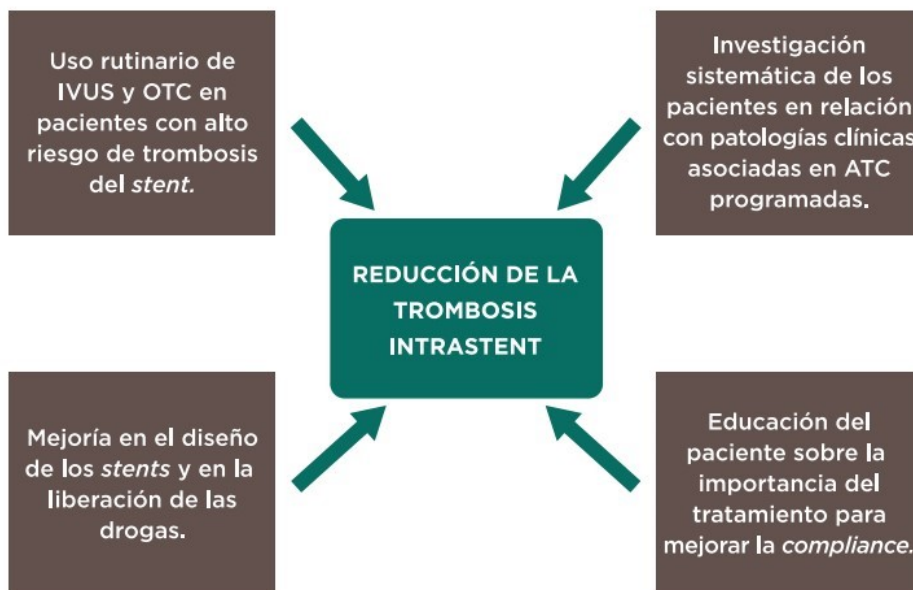 Uso rutinario de
IVUS y OTC en
pacientes con alto
riesgo de trombosis
del stent.
Investigación
sistemática de los
pacientes en relación
con patologías clínicas
asociadas en ATC
programadas.
REDUCCIÓN DE LA
TROMBOSIS
INTRASTENT
Mejoría en el diseño
de los stents y en la
liberación de las
drogas.
Educación del
paciente sobre la
importancia del
tratamiento para
mejorar la compliance.